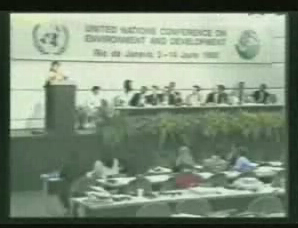 UNITED NATIONS CONFERENCE ON
ENVIRONMENT AND DEVELOPMENT
Rio de Janeiro, 3-14 June 1992